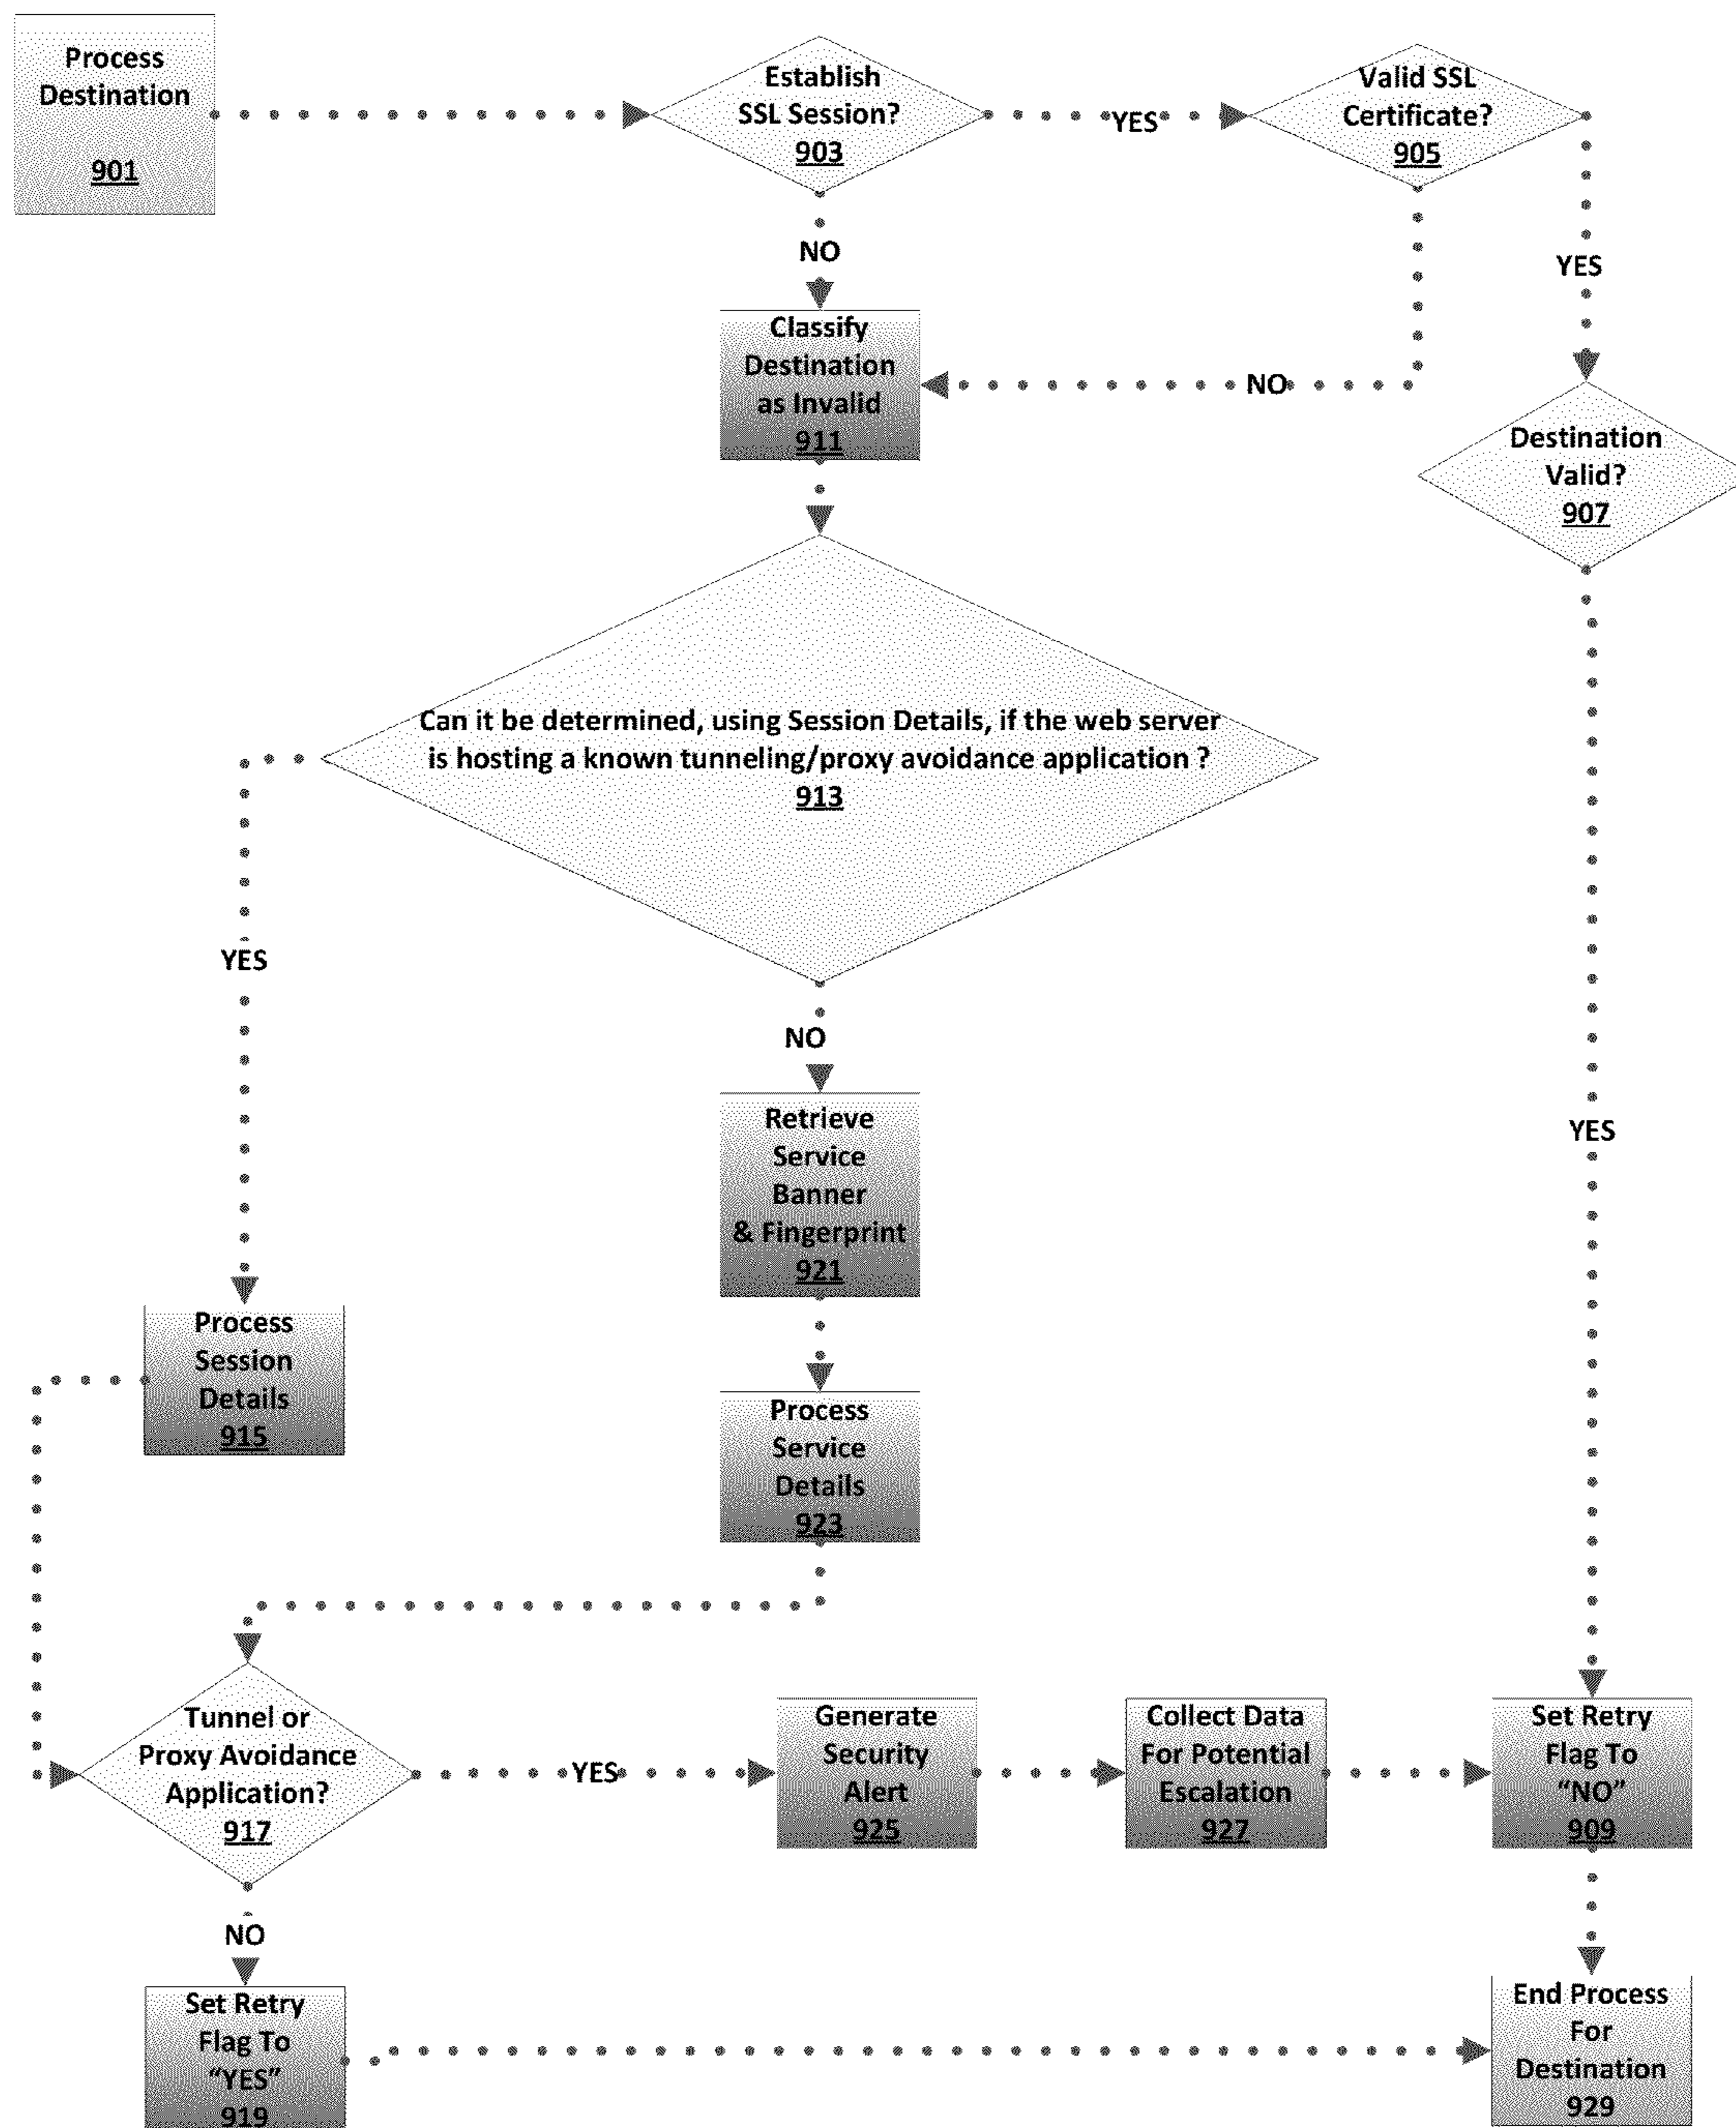 Process
Destination
901
Establish
SSL Session?
903
YES
Valid SSL
Certificate?
905
NO
YES
Classify
Destination
as Invalid
911
NO
Destination
Valid?
907
Can it be determined, using Session Details, if the web server
is hosting a known tunneling/proxy avoidance application ?
913
YES
NO
Retrieve
Service
Banner
& Fingerprint
921
YES
Process
Session
Details
915
Process
Service
Details
923
Tunnel or
Proxy Avoidance
Application?
917
YES
Generate
Security
Alert
925
Collect Data
For Potential
Escalation
927
Set Retry
Flag To
“NO”
909
NO
Set Retry
Flag To
“YES”
919
End Process
For
Destination
929